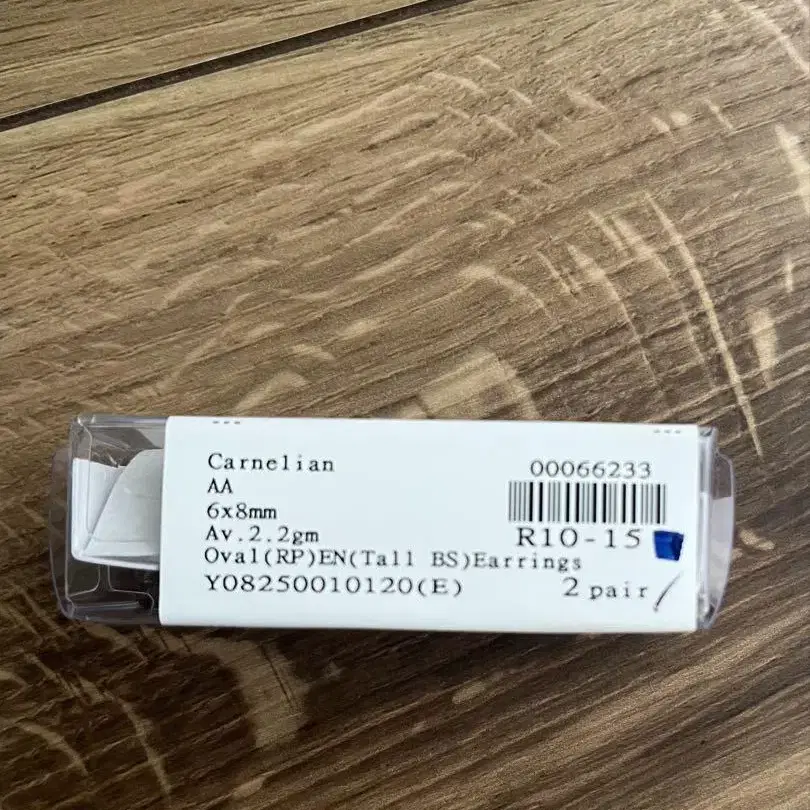 Carnelian
AA
6x8mm
Av.2.2gm
Oval(RP)EN(Tall BS)Earrings
Y08250010120(E)
00066233
R10-15
2 pair